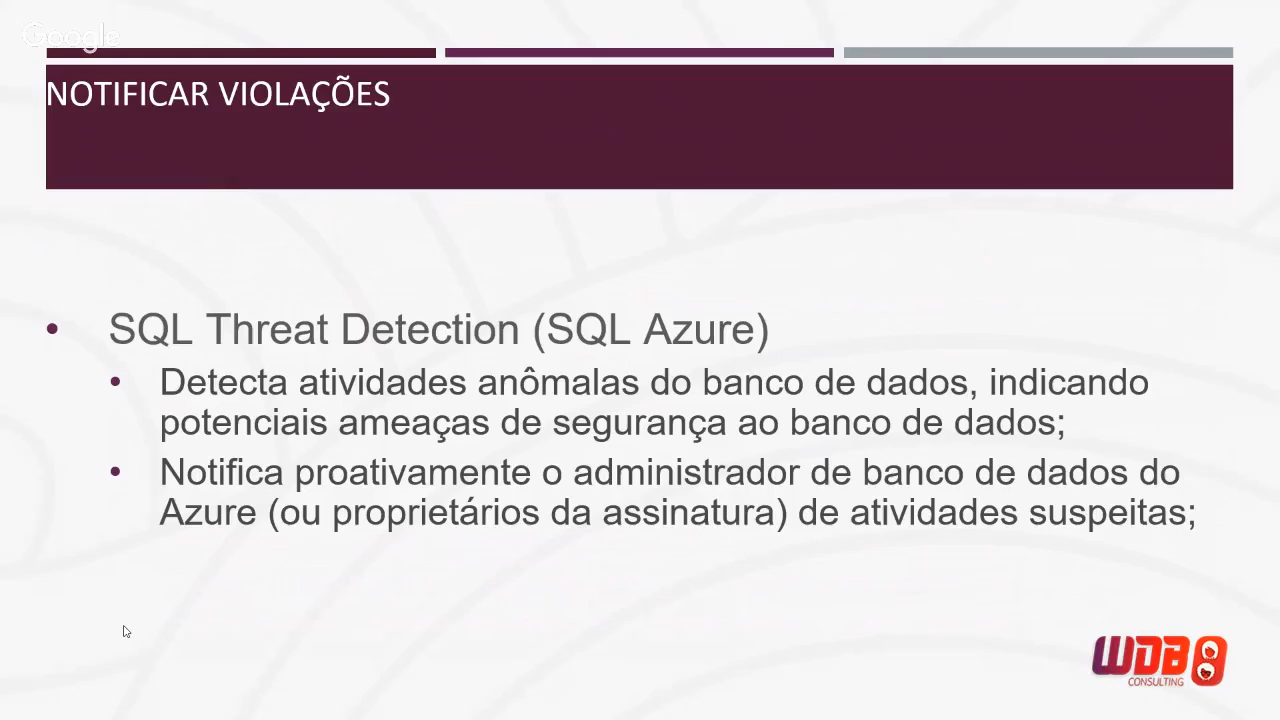 Google
NOTIFICAR VIOLAÇÕES
• SQL Threat Detection (SQL Azure)
• Detecta atividades anômalas do banco de dados, indicando
potenciais ameaças de segurança ao banco de dados;
• Notifica proativamente o administrador de banco de dados do
Azure (ou proprietários da assinatura) de atividades suspeitas;
WDB
CONSULTING